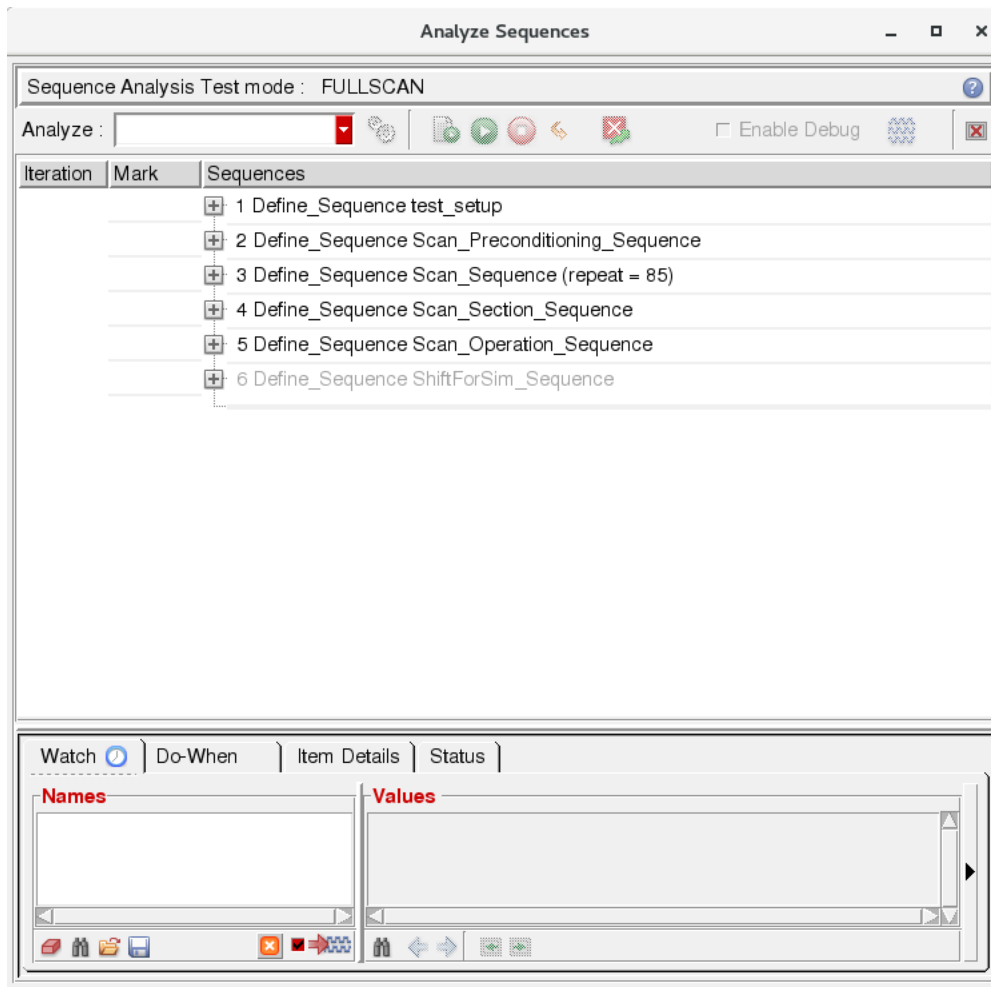 Analyze Sequences
Sequence Analysis Test mode : FULLSCAN
Analyze :
Enable Debug
Iteration Mark Sequences
1 Define_Sequence test_setup
2 Define_Sequence Scan_Preconditioning_Sequence
3 Define_Sequence Scan_Sequence (repeat = 85)
4 Define_Sequence Scan_Section_Sequence
5 Define_Sequence Scan_Operation_Sequence
6 Define_Sequence ShiftForSim_Sequence
Watch Do-When Item Details Status
Names Values